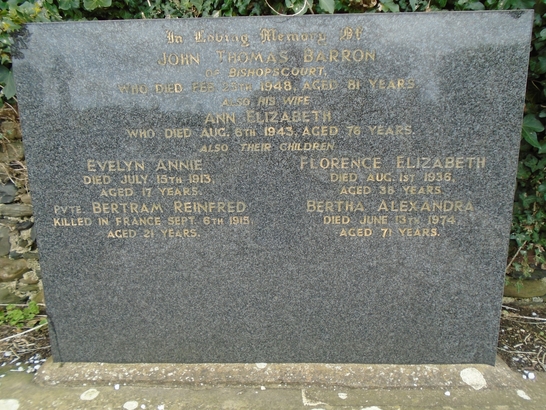 In Loving Memory Of
JOHN THOMAS BARRON
OF BISHOPSCOURT,
WHO DIED FEB. 1948, AGED 81 YEARS.
ALSO HIS WIFE
ANN ELIZABETH
WHO DIED AUG. 6TH 1943, AGED 76 YEARS.
ALSO THEIR CHILDREN
EVELYN ANNIE
DIED JULY 15TH 1913,
AGED 17 YEARS.
PVTE. BERTRAM REINFRED
KILLED IN FRANCE SEPT. 6TH 1915,
AGED 21 YEARS.
FLORENCE ELIZABETH
DIED AUG. 1ST 1936,
AGED 38 YEARS.
BERTHA ALEXANDRA
DIED JUNE 13TH 1974,
AGED 71 YEARS.